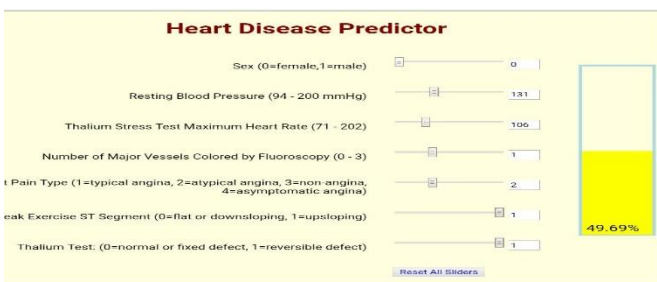 Heart Disease Predictor
Sex (0=female,1=male) 0
Resting Blood Pressure (94 - 200 mmHg) 131
Thalium Stress Test Maximum Heart Rate (71 - 202) 106
Number of Major Vessels Colored by Fluoroscopy (0 - 3) 1
t Pain Type (1=typical angina, 2=atypical angina, 3=non-angina, 2
4=asymptomatic angina)
eak Exercise ST Segment (0=flat or downsloping, 1=upsloping) 1
Thalium Test: (0=normal or fixed defect, 1=reversible defect) 1
49.69%
Reset All Sliders